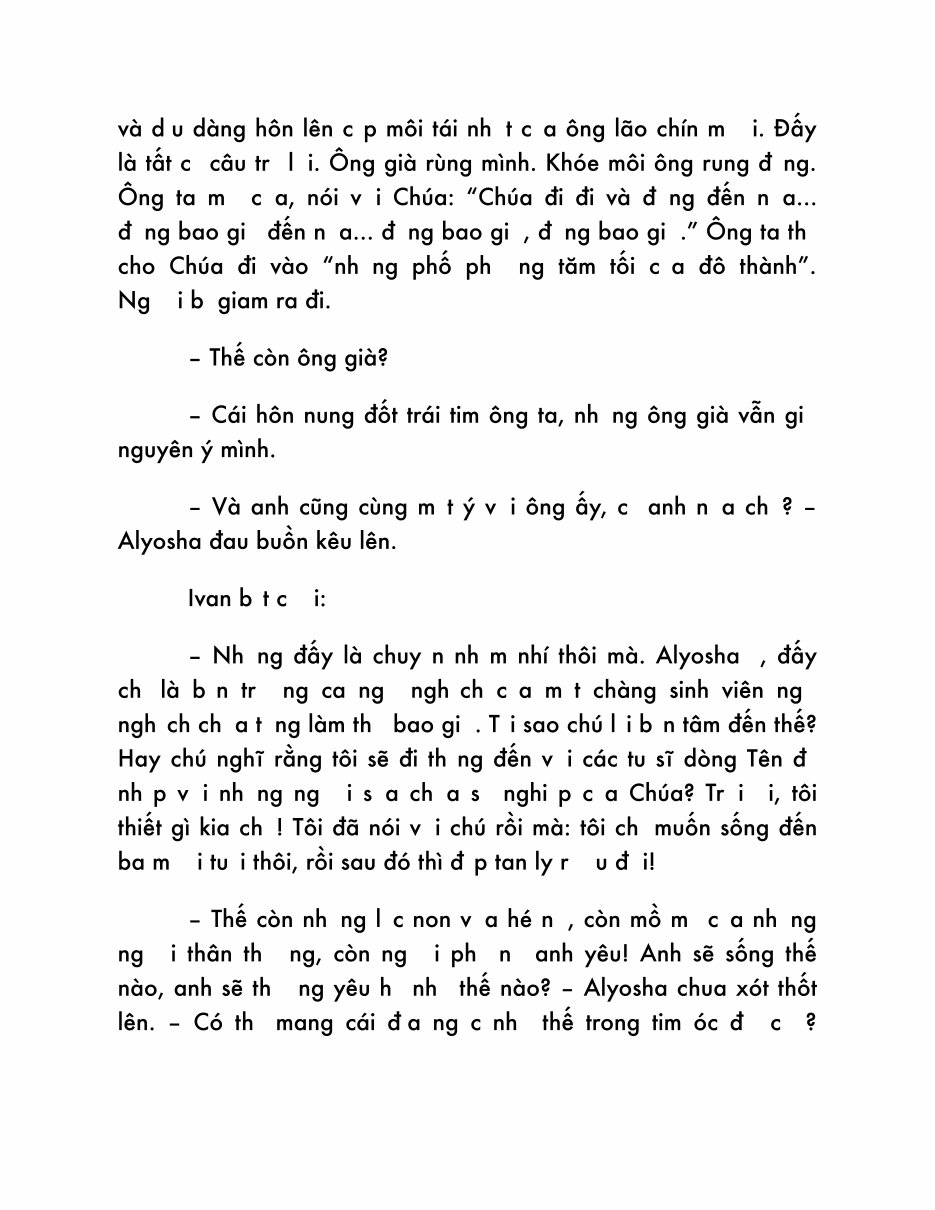 và d u dàng hôn lên c p môi tái nh t c a ông lão chín m i. Đấy
là tất c câu tr l i. Ông già rùng mình. Khóe môi ông rung đ ng.
Ông ta m c a, nói v i Chúa: “Chúa đi đi và đ ng đến n a...
đ ng bao gi đến n a... đ ng bao gi , đ ng bao gi .” Ông ta th
cho Chúa đi vào “nh ng phố ph ng tăm tối c a đô thành”.
Ng i b giam ra đi.
– Thế còn ông già?
– Cái hôn nung đốt trái tim ông ta, nh ng ông già vẫn gi
nguyên ý mình.
– Và anh cũng cùng m t ý v i ông ấy, c anh n a ch ? –
Alyosha đau buồn kêu lên.
Ivan b t c i:
– Nh ng đấy là chuy n nh m nhí thôi mà. Alyosha , đấy
ch là b n tr ng ca ng ngh ch c a m t chàng sinh viên ng
ngh ch ch a t ng làm th bao gi . T i sao chú l i b n tâm đến thế?
Hay chú nghĩ rằng tôi sẽ đi th ng đến v i các tu sĩ dòng Tên đ
nh p v i nh ng ng i s a ch a s nghi p c a Chúa? Tr i i, tôi
thiết gì kia ch ! Tôi đã nói v i chú rồi mà: tôi ch muốn sống đến
ba m i tu i thôi, rồi sau đó thì đ p tan ly r u đ i!
– Thế còn nh ng l c non v a hé n , còn mồ m c a nh ng
ng i thân th ng, còn ng i ph n anh yêu! Anh sẽ sống thế
nào, anh sẽ th ng yêu h nh thế nào? – Alyosha chua xót thốt
lên. – Có th mang cái đ a ng c nh thế trong tim óc đ c ?